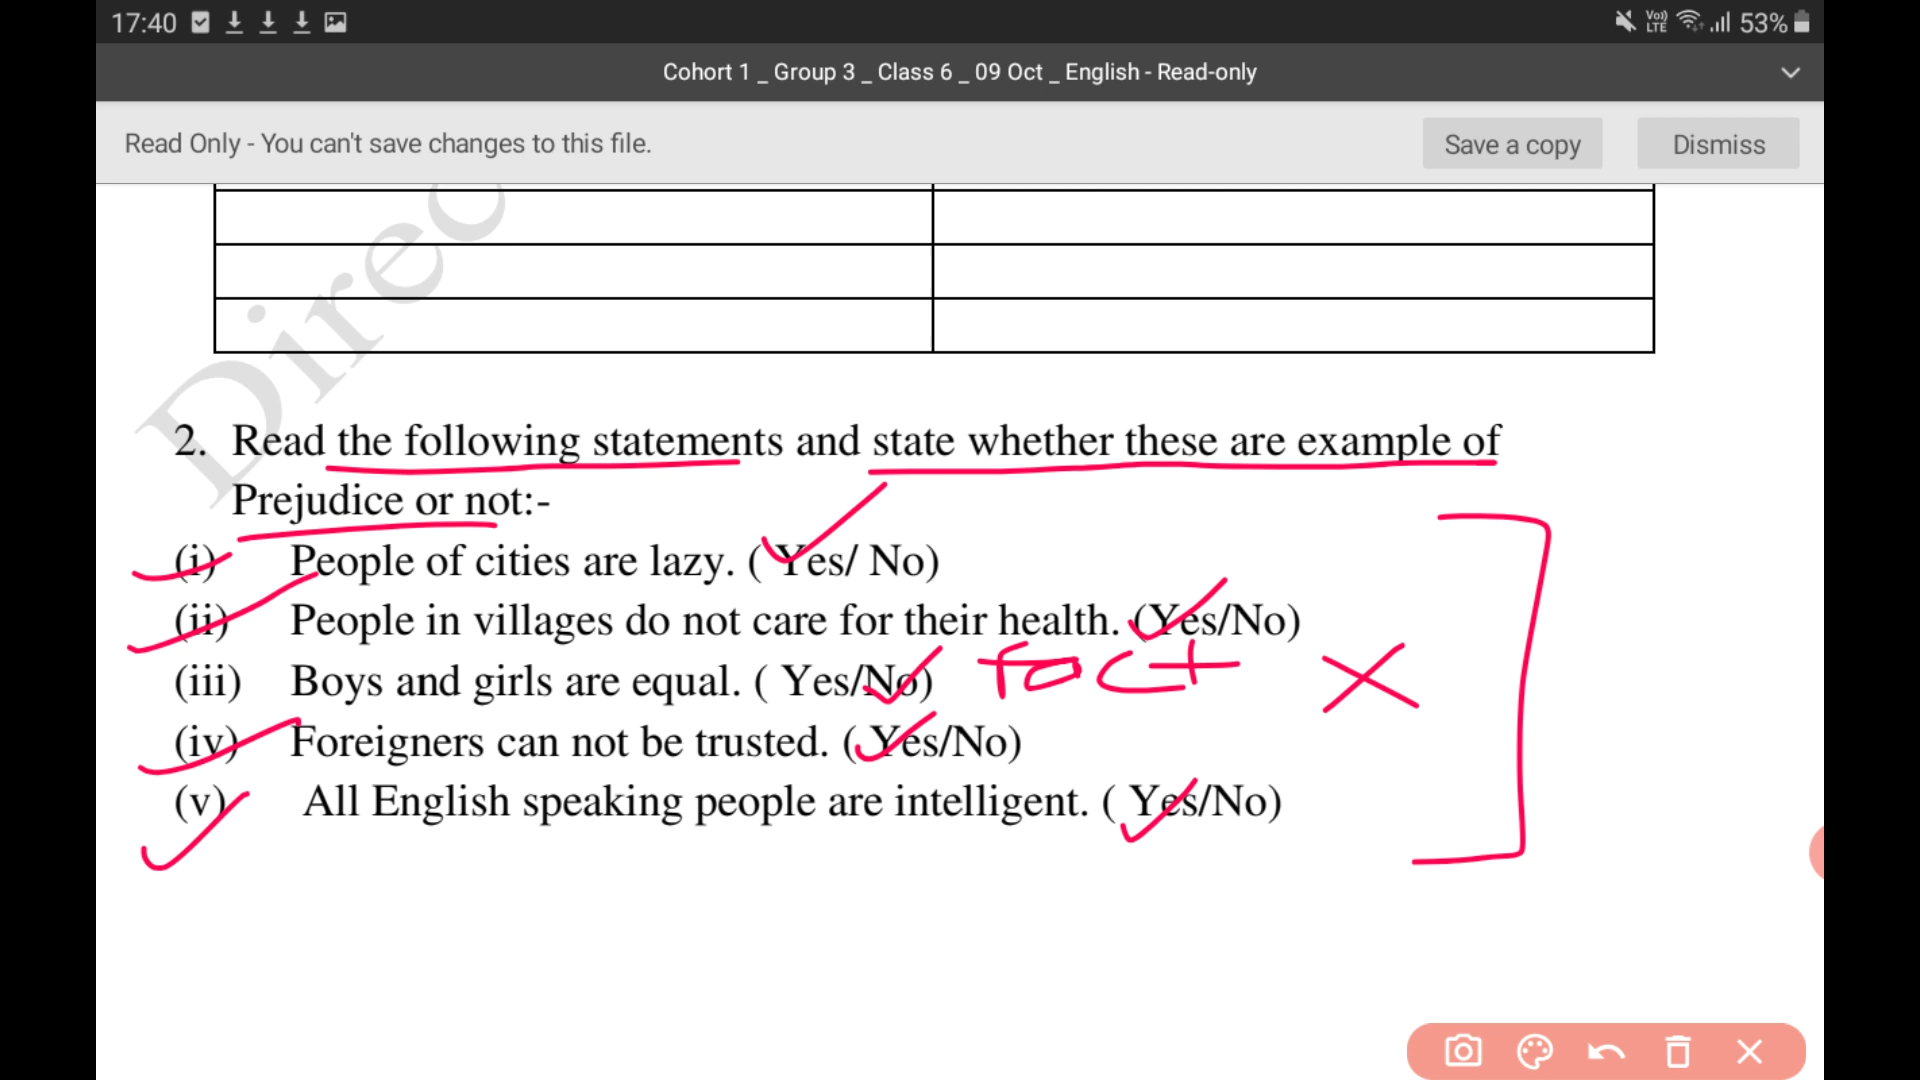 17:40 Vo)) LTE 53%
Cohort 1 _ Group 3 _ Class 6 _ 09 Oct _ English - Read-only
Read Only - You can't save changes to this file. Save a copy Dismiss
Direc
2. Read the following statements and state whether these are example of
Prejudice or not:-
(i) People of cities are lazy. ( Yes/ No)
(ii) People in villages do not care for their health. (Yes/No)
(iii) Boys and girls are equal. ( Yes/No) fact
(iv) Foreigners can not be trusted. ( Yes/No)
(v) All English speaking people are intelligent. ( Yes/No)